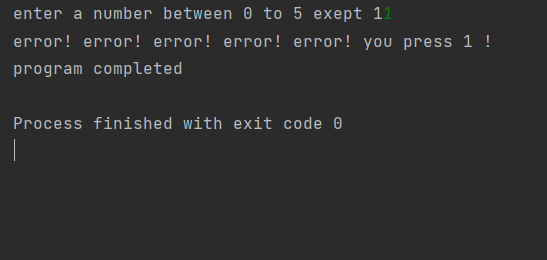 enter a number between 0 to 5 exept 11
error! error! error! error! error! you press 1 !
program completed
Process finished with exit code 0